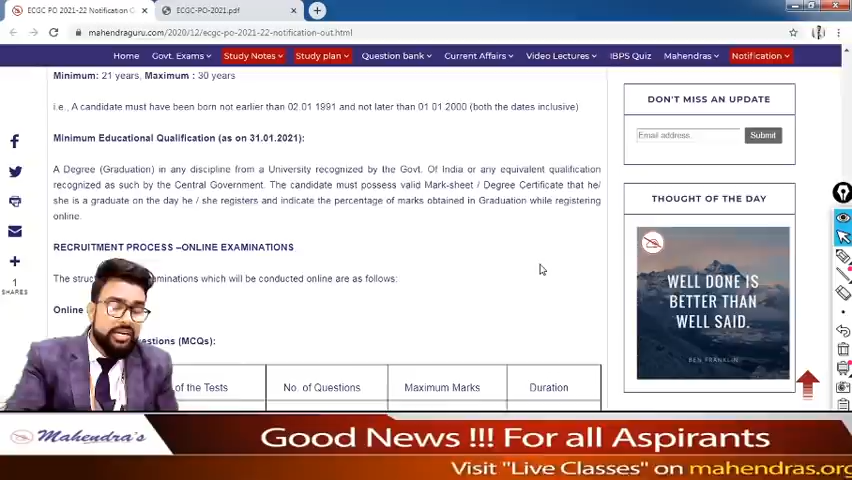 ECGC PO 2021-22 Notification O
ECGC-PO-2021.pdf
mahendraguru.com/2020/12/ecgc-po-2021-22-notification-out.html
Home Govt. Exams Study Notes Study plan Question bank Current Affairs Video Lectures IBPS Quiz Mahendras Notification
Minimum: 21 years, Maximum : 30 years
i.e., A candidate must have been born not earlier than 02.01 1991 and not later than 01 01 2000 (both the dates inclusive)
Minimum Educational Qualification (as on 31.01.2021):
A Degree (Graduation) in any discipline from a University recognized by the Govt. Of India or any equivalent qualification
recognized as such by the Central Government. The candidate must possess valid Mark-sheet / Degree Certificate that he/
she is a graduate on the day he / she registers and indicate the percentage of marks obtained in Graduation while registering
online.
RECRUITMENT PROCESS –ONLINE EXAMINATIONS
The struc aminations which will be conducted online are as follows:
Online
estions (MCQs):
of the Tests No. of Questions Maximum Marks Duration
1
SHARES
DON'T MISS AN UPDATE
Email address. Submit
THOUGHT OF THE DAY
WELL DONE IS
BETTER THAN
WELL SAID.
BEN FRANKLIN
Mahendra's
Good News !!! For all Aspirants
Visit "Live Classes" on mahendras.org